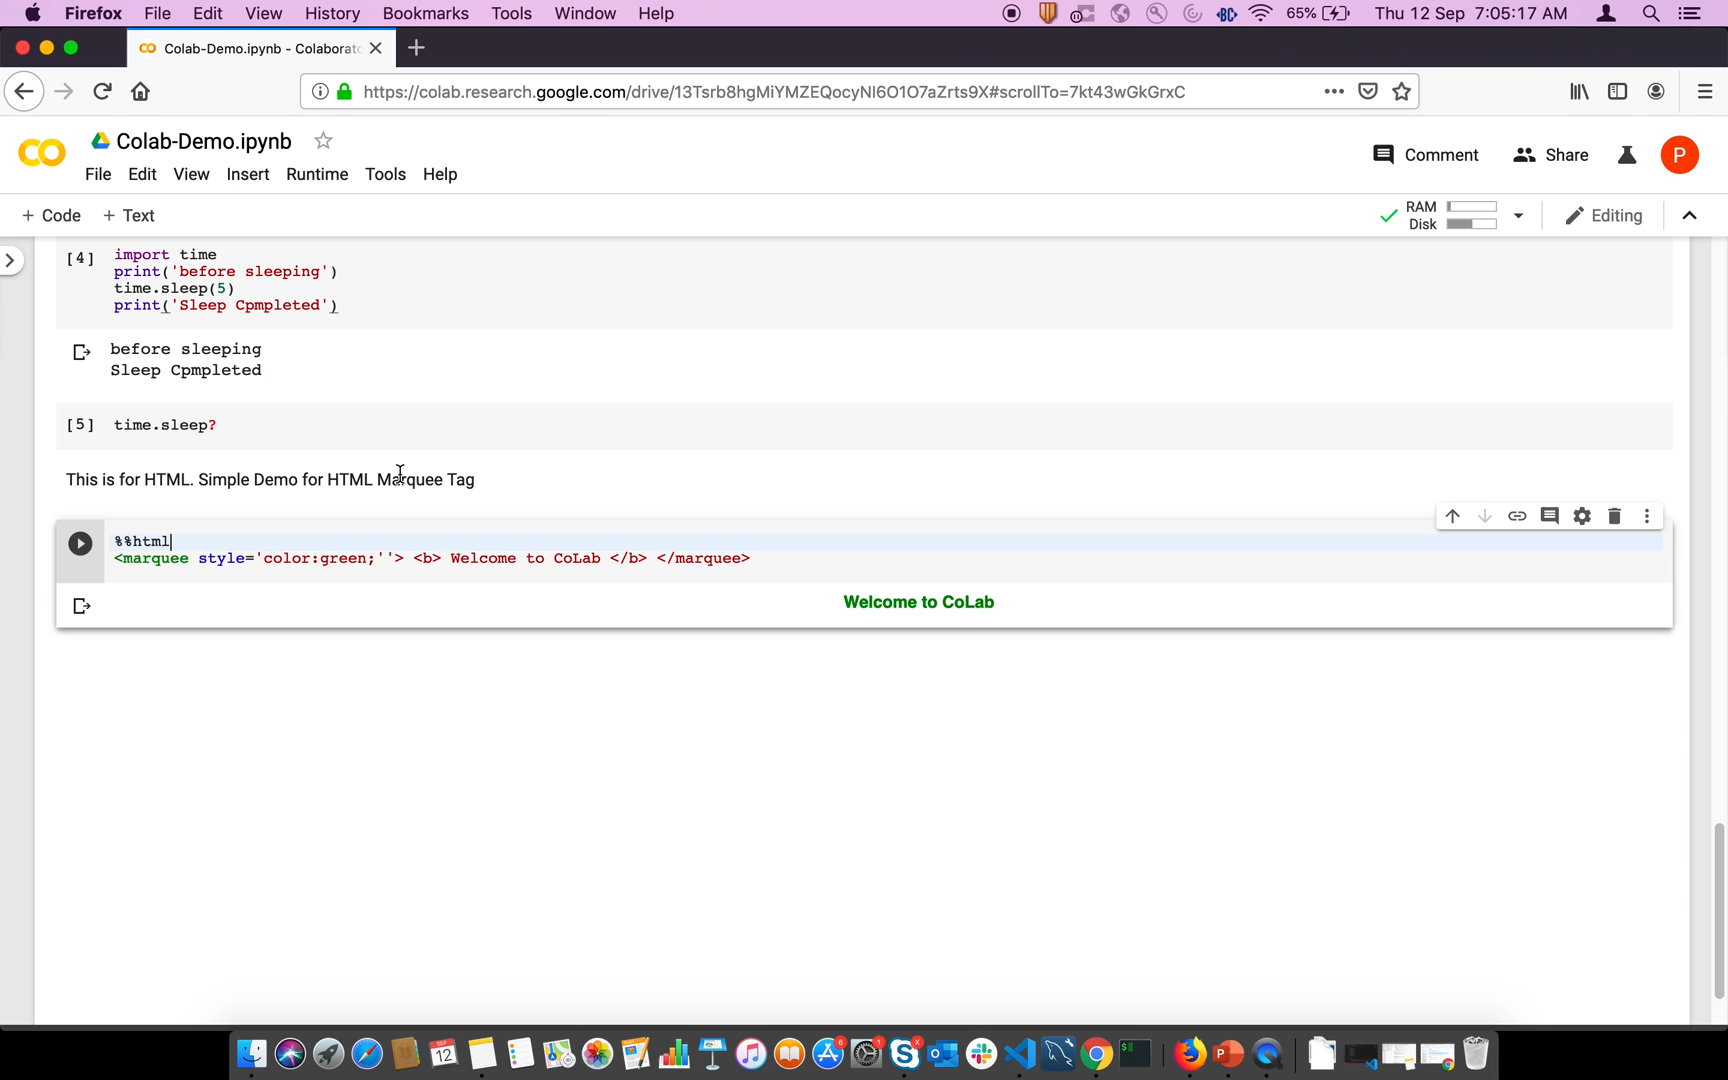 Firefox File Edit View History Bookmarks Tools Window Help 65% Thu 12 Sep 7:05:17 AM
Colab-Demo.ipynb - Colaborato
https://colab.research.google.com/drive/13Tsrb8hgMiYMZEQocyNl6O1O7aZrts9X#scrollTo=7kt43wGkGrxC
Colab-Demo.ipynb
Comment Share P
File Edit View Insert Runtime Tools Help
+ Code + Text RAM Disk Editing
[4] import time
print('before sleeping')
time.sleep(5)
print('Sleep Cpmpleted')
before sleeping
Sleep Cpmpleted
[5] time.sleep?
This is for HTML. Simple Demo for HTML Marquee Tag
%%html
<marquee style='color:green;''> <b> Welcome to CoLab </b> </marquee>
Welcome to CoLab